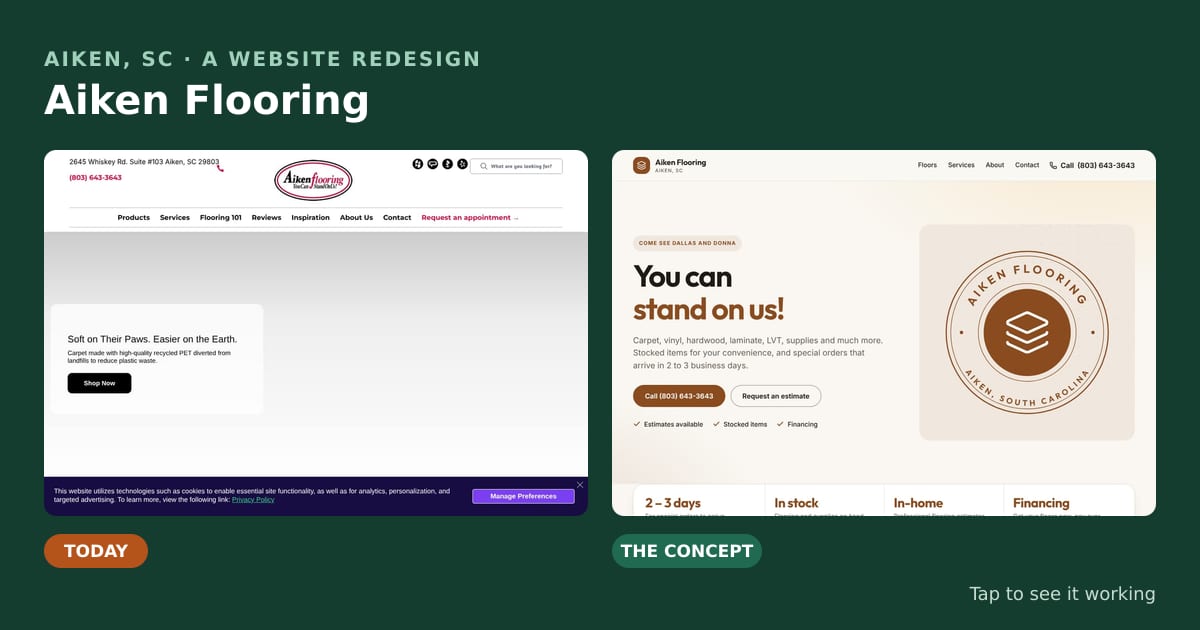 AIKEN, SC · A WEBSITE REDESIGN
Aiken Flooring
2645 Whiskey Rd. Suite #103 Aiken, SC 29803
(803) 643-3643
Aiken flooring
You Can Stand On Us!
What are you looking for?
Products Services Flooring 101 Reviews Inspiration About Us Contact Request an appointment →
Soft on Their Paws. Easier on the Earth.
Carpet made with high-quality recycled PET diverted from
landfills to reduce plastic waste.
Shop Now
This website utilizes technologies such as cookies to enable essential site functionality, as well as for analytics, personalization, and
targeted advertising. To learn more, view the following link: Privacy Policy
Manage Preferences
TODAY
Aiken Flooring
AIKEN, SC
Floors Services About Contact Call (803) 643-3643
COME SEE DALLAS AND DONNA
You can
stand on us!
Carpet, vinyl, hardwood, laminate, LVT, supplies and much more.
Stocked items for your convenience, and special orders that
arrive in 2 to 3 business days.
Call (803) 643-3643 Request an estimate
✓ Estimates available ✓ Stocked items ✓ Financing
AIKEN FLOORING
AIKEN, SOUTH CAROLINA
2 – 3 days In stock In-home Financing
THE CONCEPT
Tap to see it working